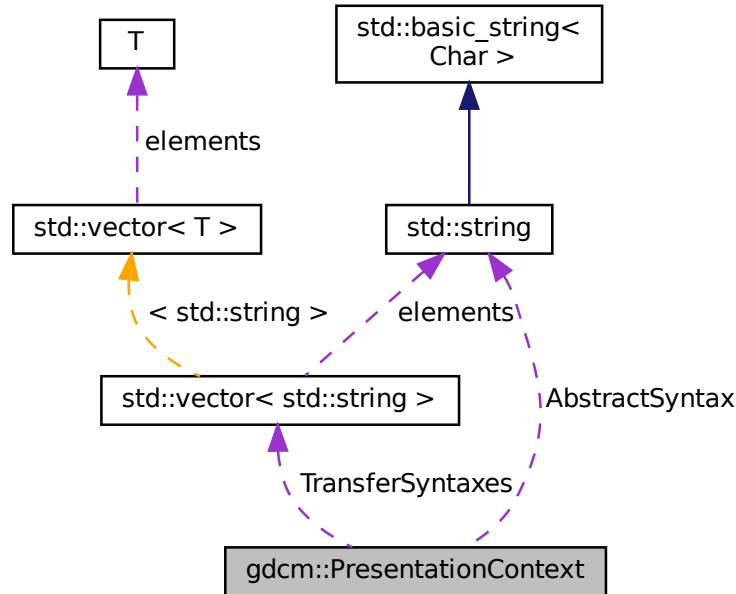 T
std::basic_string<
Char >
elements
std::vector< T >
std::string
< std::string >
elements
std::vector< std::string >
AbstractSyntax
TransferSyntaxes
gdcm::PresentationContext